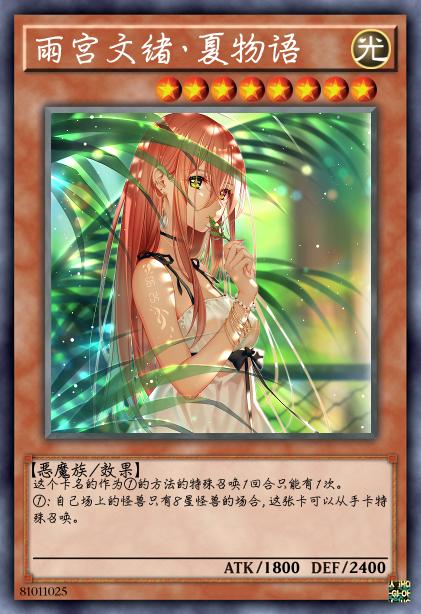 雨宫文绪·夏物语
光
【恶魔族/效果】
这个卡名的作为①的方法的特殊召唤1回合只能有1次。
①：自己场上的怪兽只有8星怪兽的场合，这张卡可以从手卡特
殊召唤。
ATK/1800 DEF/2400
81011025